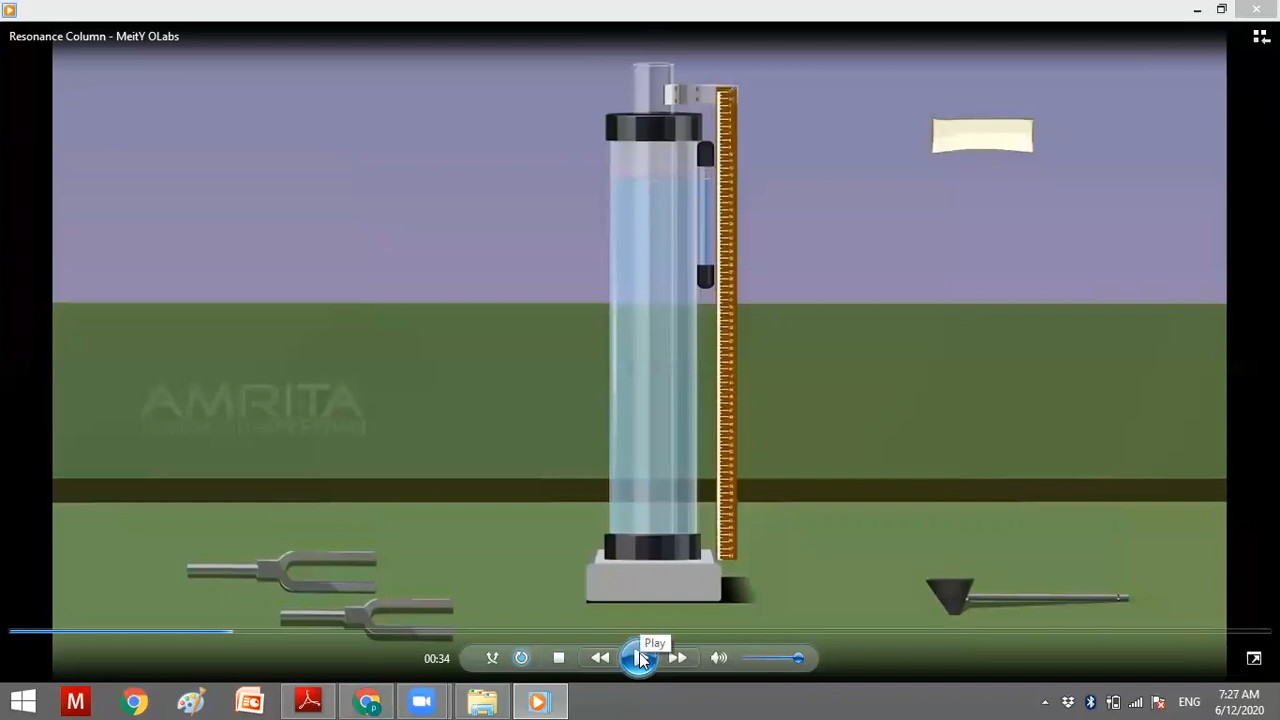 Resonance Column - MeitY OLabs
AMRITA
Play
00:34
M
ENG
7:27 AM
6/12/2020